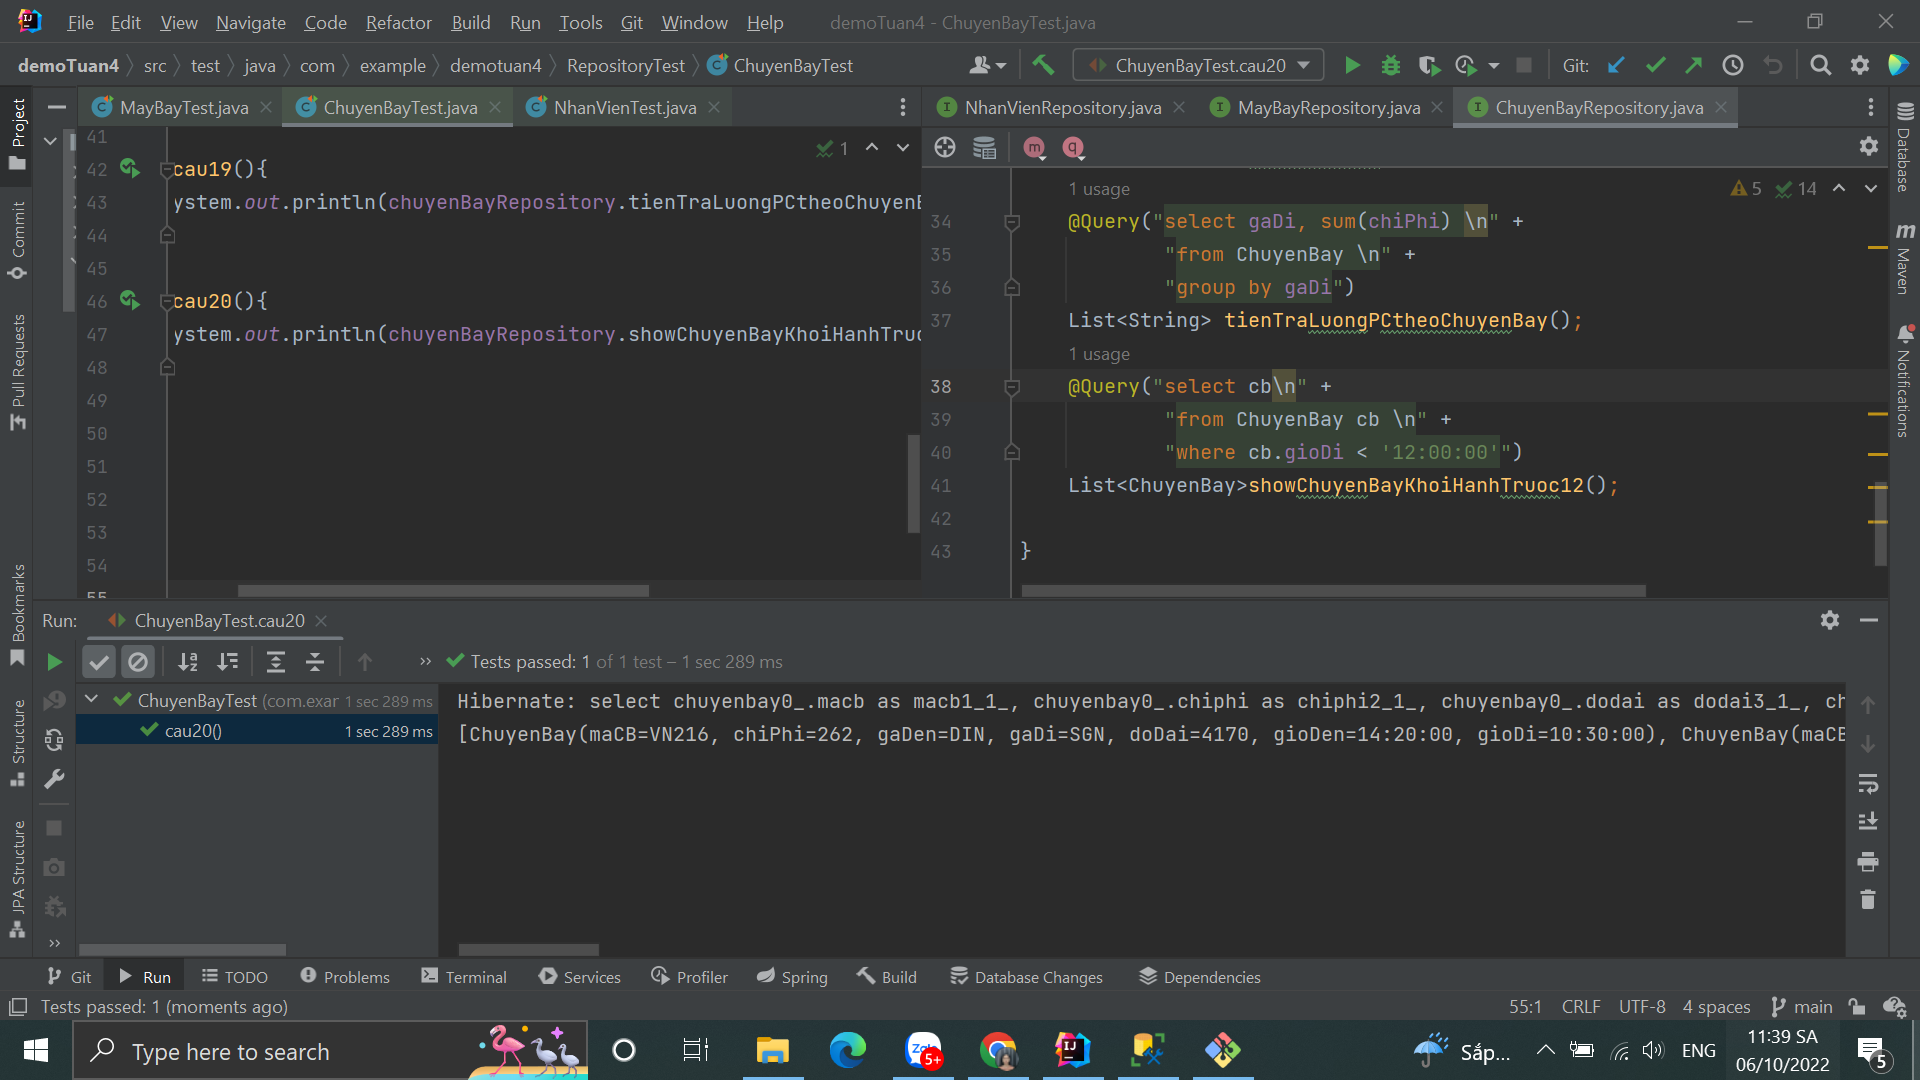 File Edit View Navigate Code Refactor Build Run Tools Git Window Help demoTuan4 - ChuyenBayTest.java
demoTuan4 src test java com example demotuan4 RepositoryTest ChuyenBayTest ChuyenBayTest.cau20 Git:
MayBayTest.java ChuyenBayTest.java NhanVienTest.java
NhanVienRepository.java MayBayRepository.java ChuyenBayRepository.java
Project
Commit
Pull Requests
Bookmarks
Structure
JPA Structure
1
41
42 cau19(){
43 ystem.out.println(chuyenBayRepository.tienTraLuongPCtheoChuyenB
44
45
46 cau20(){
47 ystem.out.println(chuyenBayRepository.showChuyenBayKhoiHanhTruo
48
49
50
51
52
53
54
55
m q
1 usage
5 14
34 @Query("select gaDi, sum(chiPhi) \n" +
35 "from ChuyenBay \n" +
36 "group by gaDi")
37 List<String> tienTraLuongPCtheoChuyenBay();
1 usage
38 @Query("select cb\n" +
39 "from ChuyenBay cb \n" +
40 "where cb.gioDi < '12:00:00'")
41 List<ChuyenBay>showChuyenBayKhoiHanhTruoc12();
42
43 }
Database
m Maven
Notifications
Run: ChuyenBayTest.cau20
Tests passed: 1 of 1 test – 1 sec 289 ms
ChuyenBayTest (com.exar 1 sec 289 ms
cau20() 1 sec 289 ms
Hibernate: select chuyenbay0_.macb as macb1_1_, chuyenbay0_.chiphi as chiphi2_1_, chuyenbay0_.dodai as dodai3_1_, ch
[ChuyenBay(maCB=VN216, chiPhi=262, gaDen=DIN, gaDi=SGN, doDai=4170, gioDen=14:20:00, gioDi=10:30:00), ChuyenBay(maCB
Git Run TODO Problems Terminal Services Profiler Spring Build Database Changes Dependencies
Tests passed: 1 (moments ago) 55:1 CRLF UTF-8 4 spaces main
Type here to search Zalo 5+ Sắp... ENG 11:39 SA
06/10/2022 5